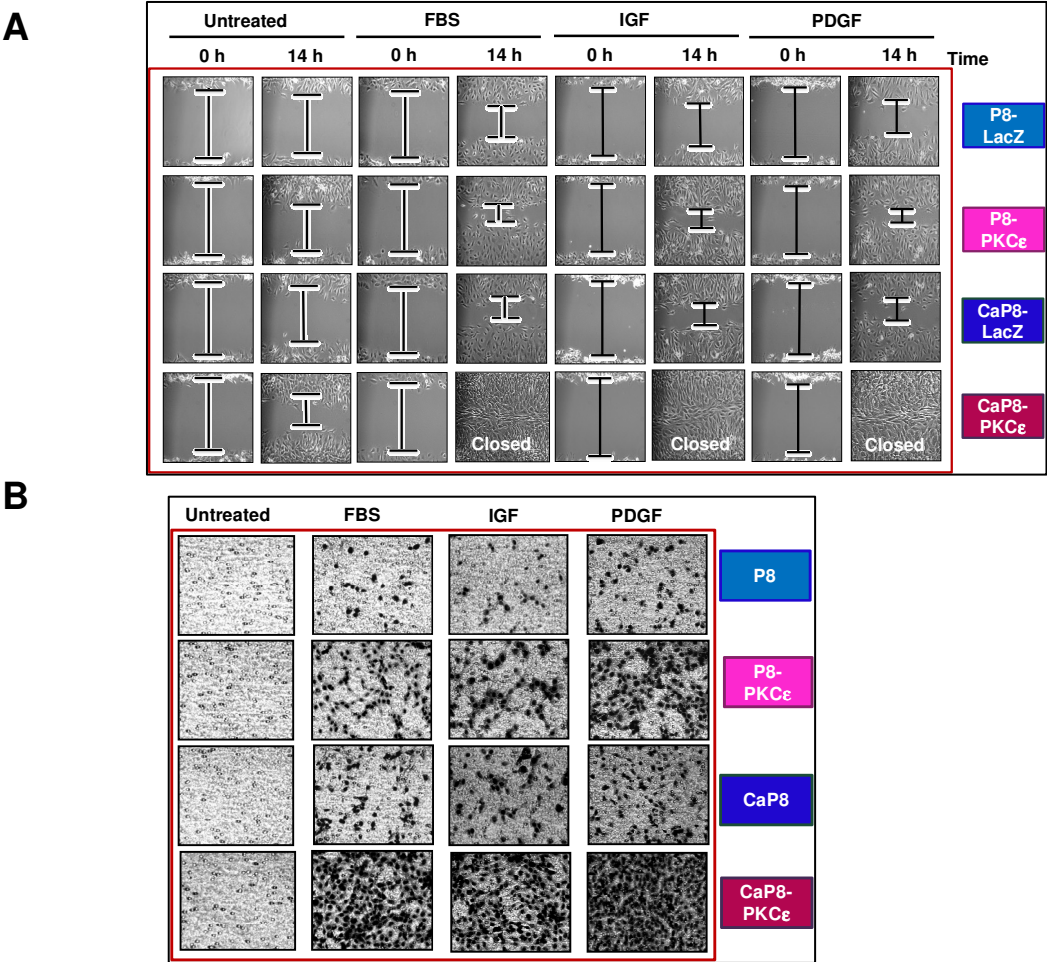 A
Untreated FBS IGF PDGF
0 h 14 h 0 h 14 h 0 h 14 h 0 h 14 h Time
P8-
LacZ
P8-
PKCε
CaP8-
LacZ
Closed Closed Closed
CaP8-
PKCε
B
Untreated FBS IGF PDGF
P8
P8-
PKCε
CaP8
CaP8-
PKCε